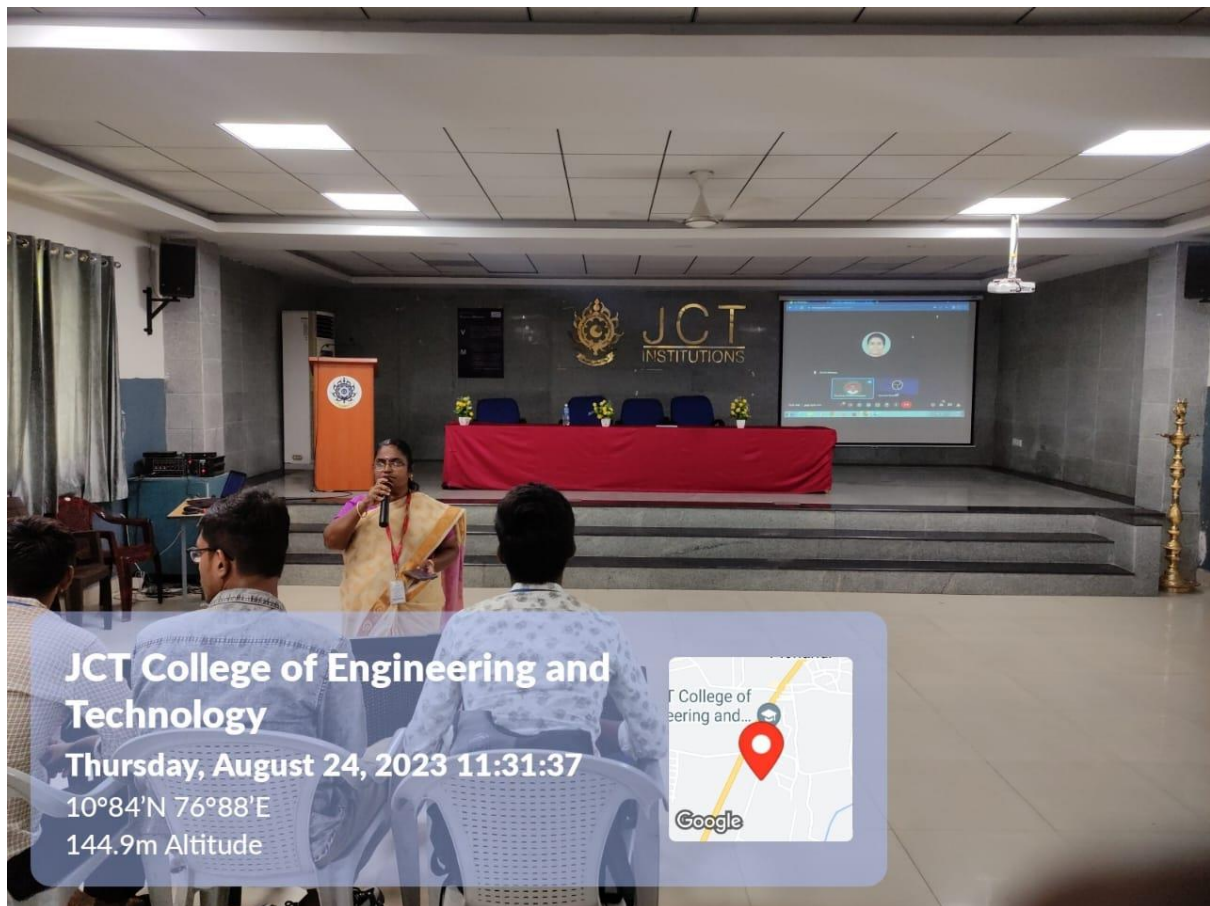 JCT
INSTITUTIONS
JCT College of Engineering and
Technology
Thursday, August 24, 2023 11:31:37
10°84'N 76°88'E
144.9m Altitude
T College of
eering and...
Google